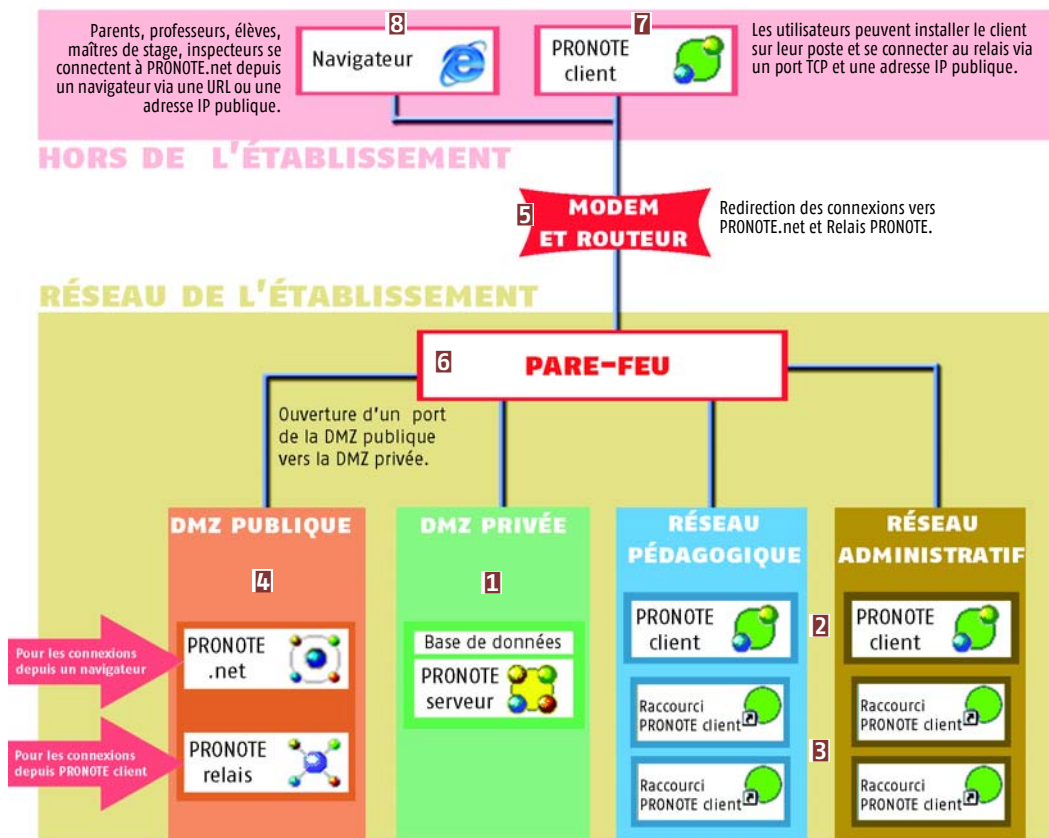 Parents, professeurs, élèves,
maîtres de stage, inspecteurs se
connectent à PRONOTE.net depuis
un navigateur via une URL ou une
adresse IP publique.
8
Navigateur
7
PRONOTE
client
Les utilisateurs peuvent installer le client
sur leur poste et se connecter au relais via
un port TCP et une adresse IP publique.
HORS DE L'ÉTABLISSEMENT
5
MODEM
ET ROUTEUR
Redirection des connexions vers
PRONOTE.net et Relais PRONOTE.
RÉSEAU DE L'ÉTABLISSEMENT
6
PARE-FEU
Ouverture d'un port
de la DMZ publique
vers la DMZ privée.
DMZ PUBLIQUE
4
Pour les connexions
depuis un navigateur
PRONOTE
.net
Pour les connexions
depuis PRONOTE client
PRONOTE
relais
DMZ PRIVÉE
1
Base de données
PRONOTE
serveur
RÉSEAU
PÉDAGOGIQUE
PRONOTE
client
2
Raccourci
PRONOTE client
3
Raccourci
PRONOTE client
RÉSEAU
ADMINISTRATIF
PRONOTE
client
Raccourci
PRONOTE client
Raccourci
PRONOTE client